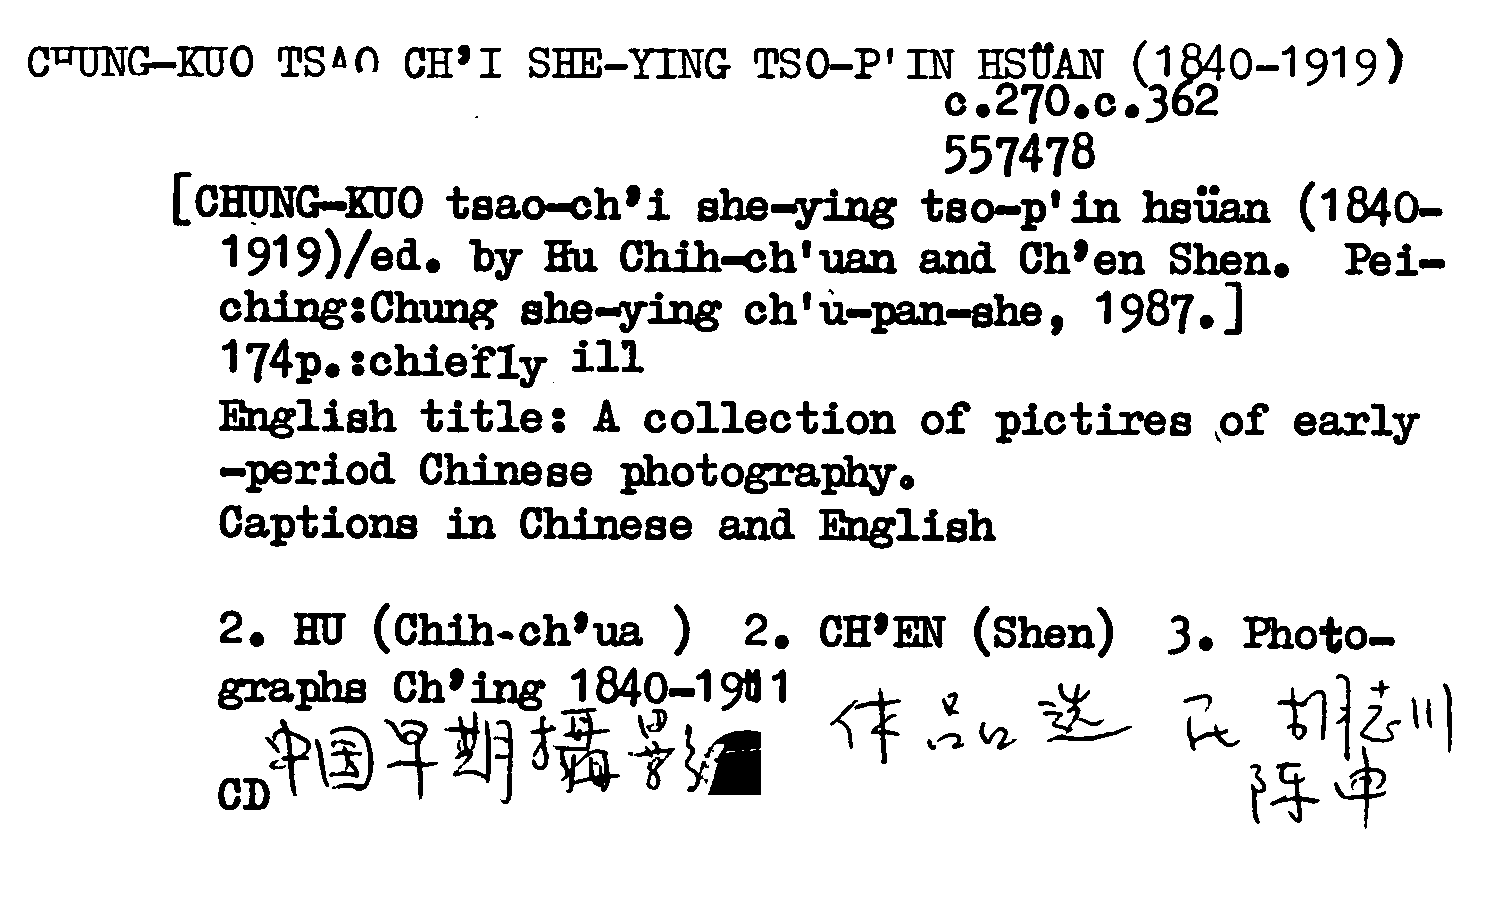 CHUNG-KUO TSAO CH'I SHE-YING TSO-P'IN HSÜAN (1840-1919)
c.270.c.362
557478
[CHUNG-KUO tsao-ch'i she-ying tso-p'in hsüan (1840-
1919)/ed. by Hu Chih-ch'uan and Ch'en Shen. Pei-
ching:Chung she-ying ch'u-pan-she, 1987.]
174p.:chiefly ill
English title: A collection of pictires of early
-period Chinese photography.
Captions in Chinese and English
2. HU (Chih-ch'ua ) 2. CH'EN (Shen) 3. Photo-
graphs Ch'ing 1840-1911
中国早期摄影 作品选 胡志川
CD 陈申